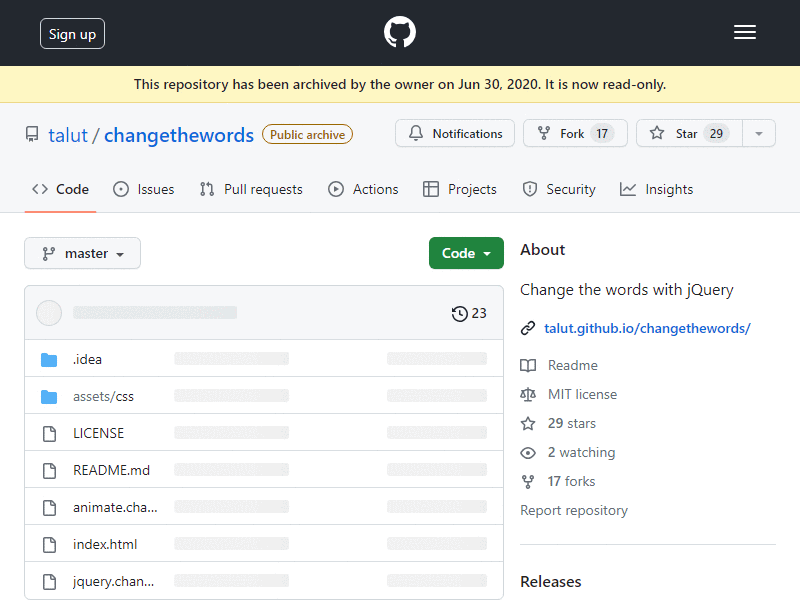 Sign up
This repository has been archived by the owner on Jun 30, 2020. It is now read-only.
talut / changethewords Public archive
Notifications
Fork 17
Star 29
Code
Issues
Pull requests
Actions
Projects
Security
Insights
master
Code
23
.idea
assets/css
LICENSE
README.md
animate.cha...
index.html
jquery.chan...
About
Change the words with jQuery
talut.github.io/changethewords/
Readme
MIT license
29 stars
2 watching
17 forks
Report repository
Releases